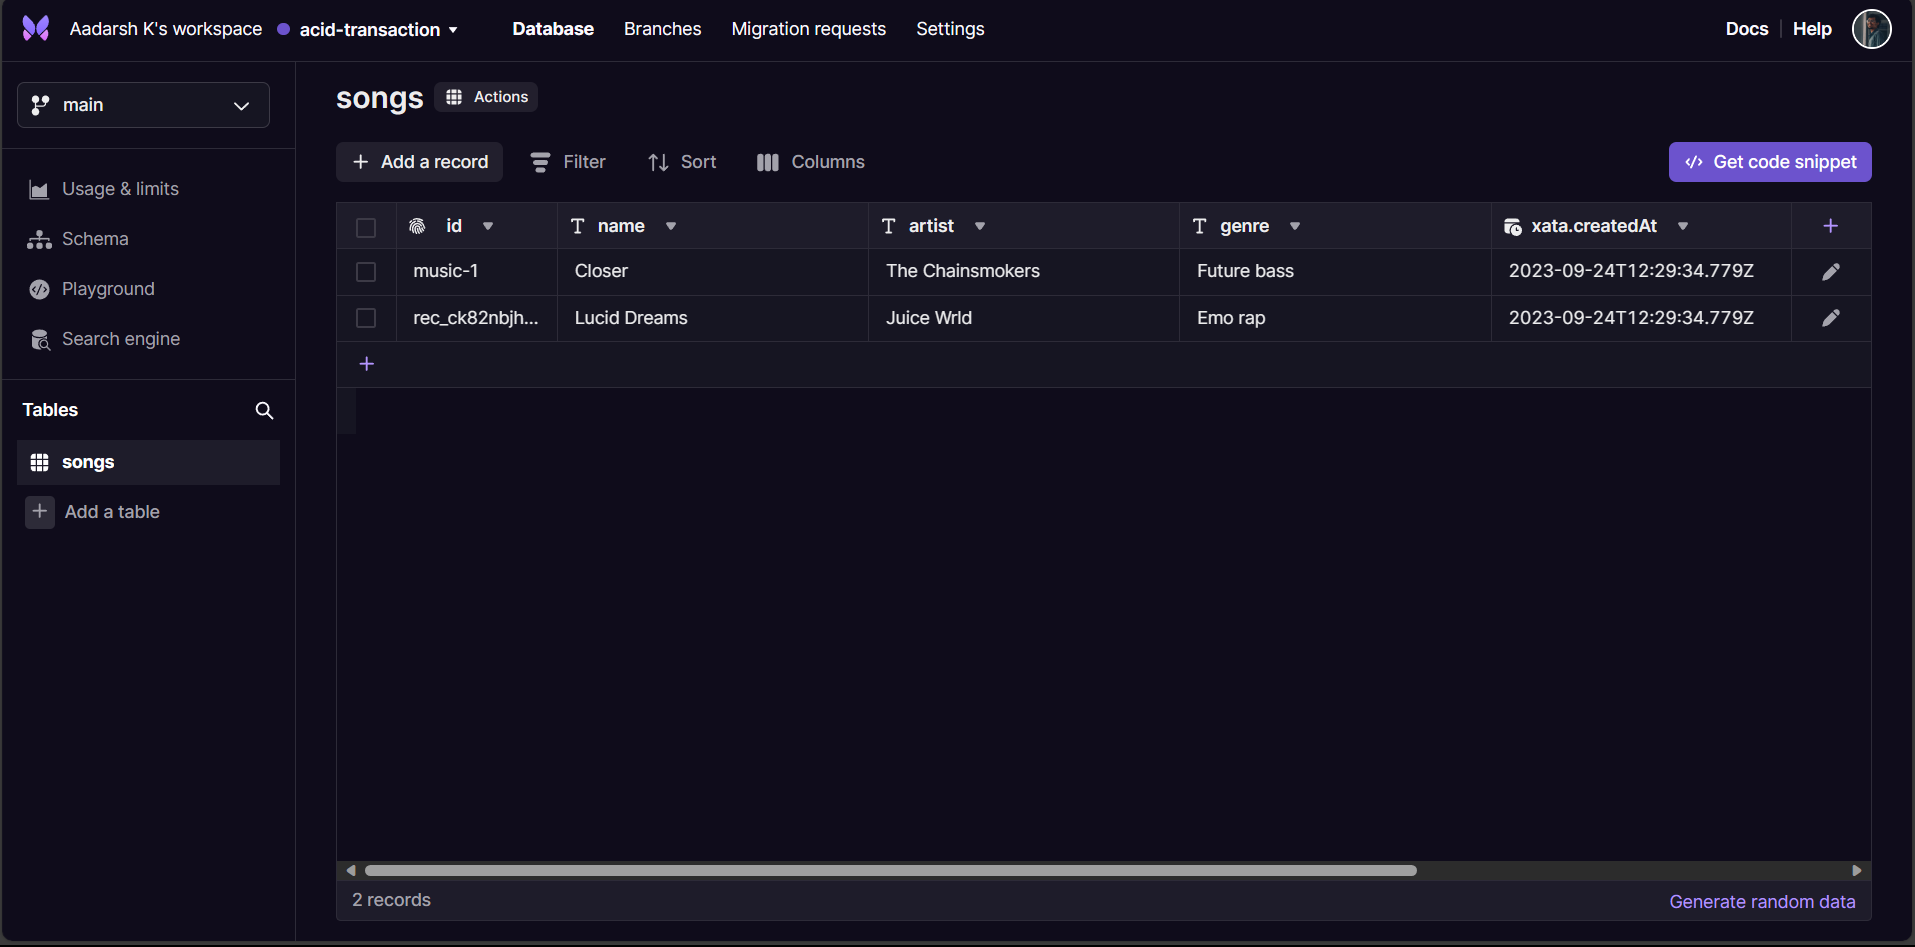 Aadarsh K's workspace acid-transaction Database Branches Migration requests Settings Docs Help
main
Usage & limits
Schema
Playground
Search engine
Tables
songs
Add a table
songs Actions
Add a record Filter Sort Columns Get code snippet
id name artist genre xata.createdAt
music-1 Closer The Chainsmokers Future bass 2023-09-24T12:29:34.779Z
rec_ck82nbjh... Lucid Dreams Juice Wrld Emo rap 2023-09-24T12:29:34.779Z
2 records Generate random data